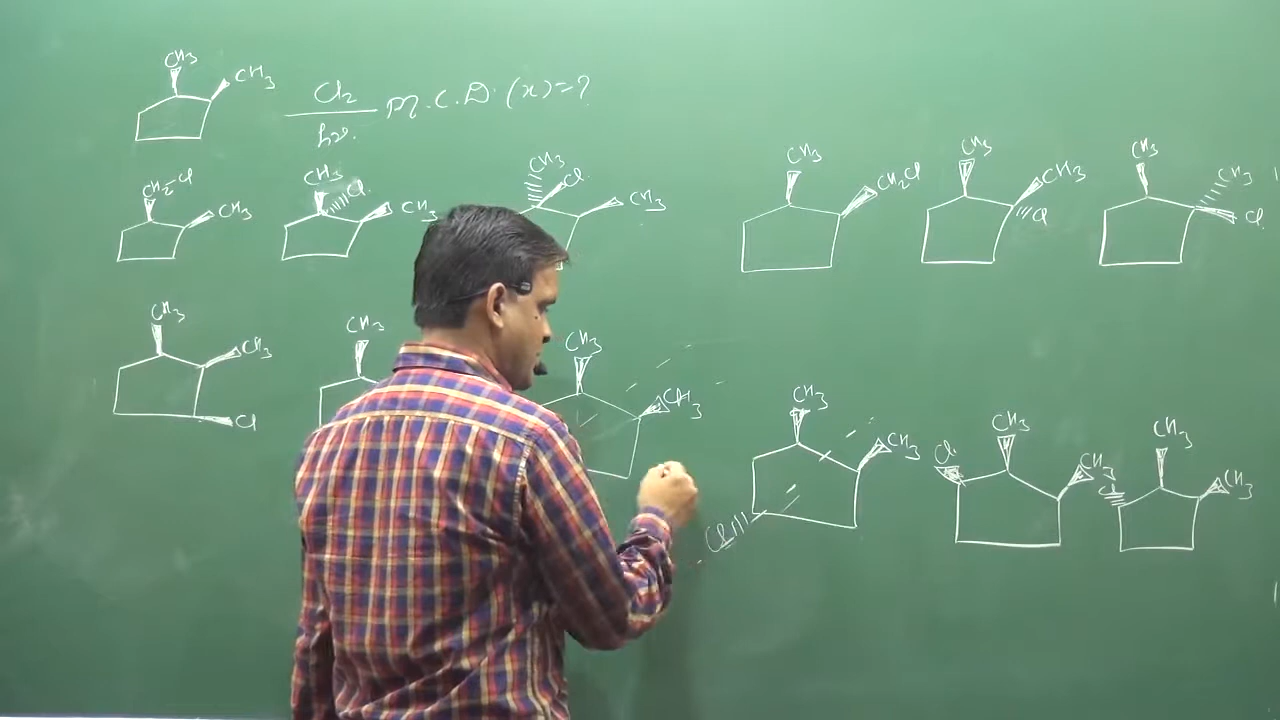 CH3 CH3
Cl2
hν.
M.C.D. (x)=?
CH2Cl CH3
CH3 Cl. CH3
CH3 Cl. CH3
CH3 CH2Cl
CH3 CH3 Cl
CH3 CH3 Cl
CH3 CH3 Cl
CH3
CH3 CH3
CH3 CH3 Cl
Cl CH3 CH3
Cl CH3 CH3